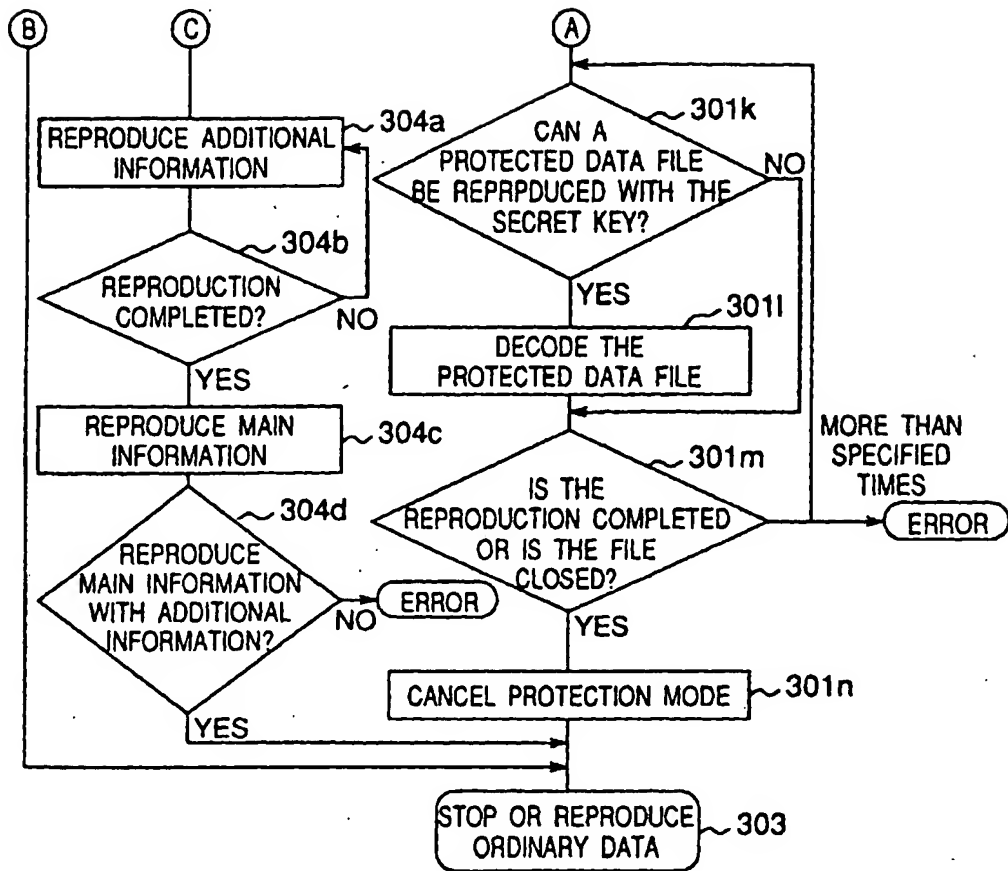 B
C
A
REPRODUCE ADDITIONAL
INFORMATION
304a
304b
REPRODUCTION
COMPLETED?
NO
YES
REPRODUCE MAIN
INFORMATION
304c
304d
REPRODUCE
MAIN INFORMATION
WITH ADDITIONAL
INFORMATION?
NO
ERROR
YES
301k
CAN A
PROTECTED DATA FILE
BE REPRPDUCED WITH THE
SECRET KEY?
NO
YES
301l
DECODE THE
PROTECTED DATA FILE
301m
IS THE
REPRODUCTION COMPLETED
OR IS THE FILE
CLOSED?
MORE THAN
SPECIFIED
TIMES
ERROR
YES
CANCEL PROTECTION MODE
301n
STOP OR REPRODUCE
ORDINARY DATA
303